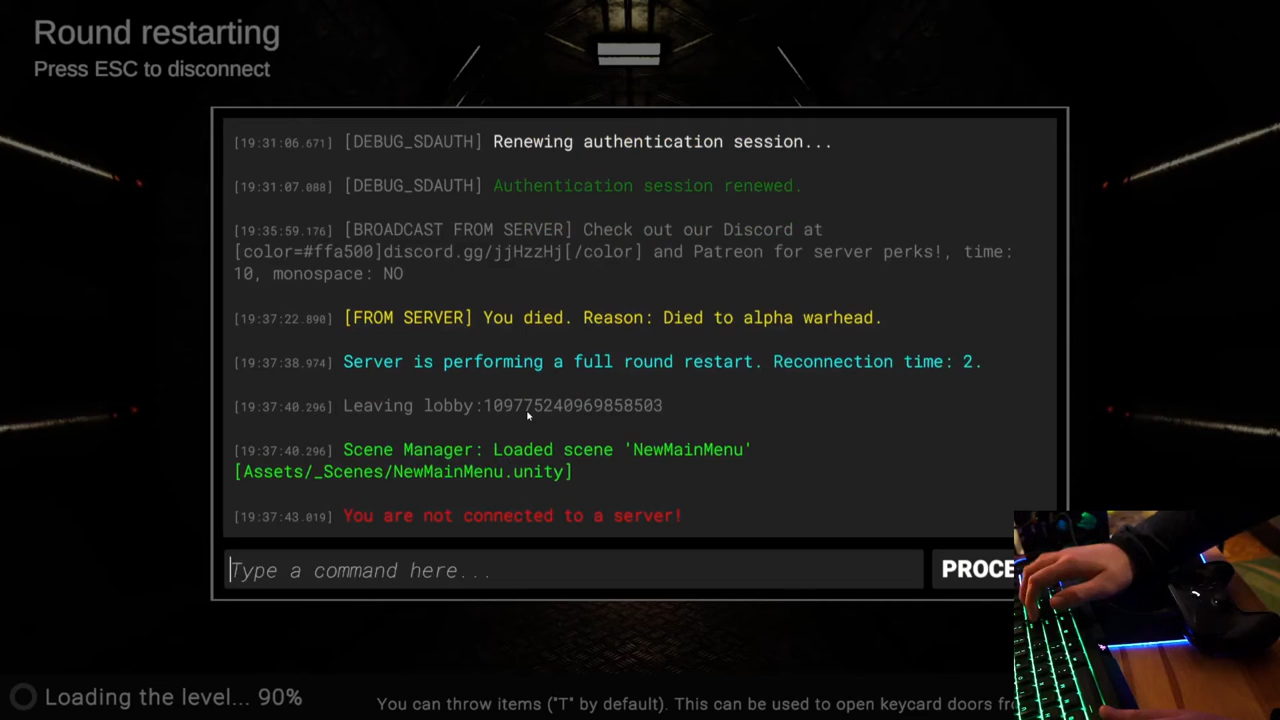 Round restarting
Press ESC to disconnect
[19:31:06.671] [DEBUG_SDAUTH] Renewing authentication session...
[19:31:07.088] [DEBUG_SDAUTH] Authentication session renewed.
[19:35:59.176] [BROADCAST FROM SERVER] Check out our Discord at
[color=#ffa500]discord.gg/jjHzzHj[/color] and Patreon for server perks!, time:
10, monospace: NO
[19:37:22.890] [FROM SERVER] You died. Reason: Died to alpha warhead.
[19:37:38.974] Server is performing a full round restart. Reconnection time: 2.
[19:37:40.296] Leaving lobby:109775240969858503
[19:37:40.296] Scene Manager: Loaded scene 'NewMainMenu'
[Assets/_Scenes/NewMainMenu.unity]
[19:37:43.019] You are not connected to a server!
Type a command here...
PROCE
Loading the level... 90%
You can throw items ("T" by default). This can be used to open keycard doors fr